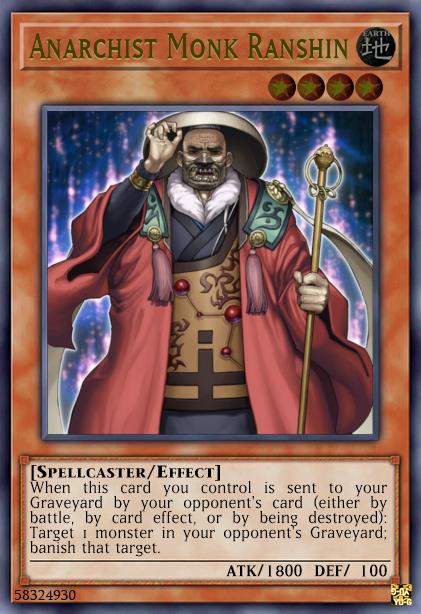 Anarchist Monk Ranshin
EARTH
地
[Spellcaster/Effect]
When this card you control is sent to your
Graveyard by your opponent's card (either by
battle, by card effect, or by being destroyed):
Target 1 monster in your opponent's Graveyard;
banish that target.
ATK/1800 DEF/ 100
58324930